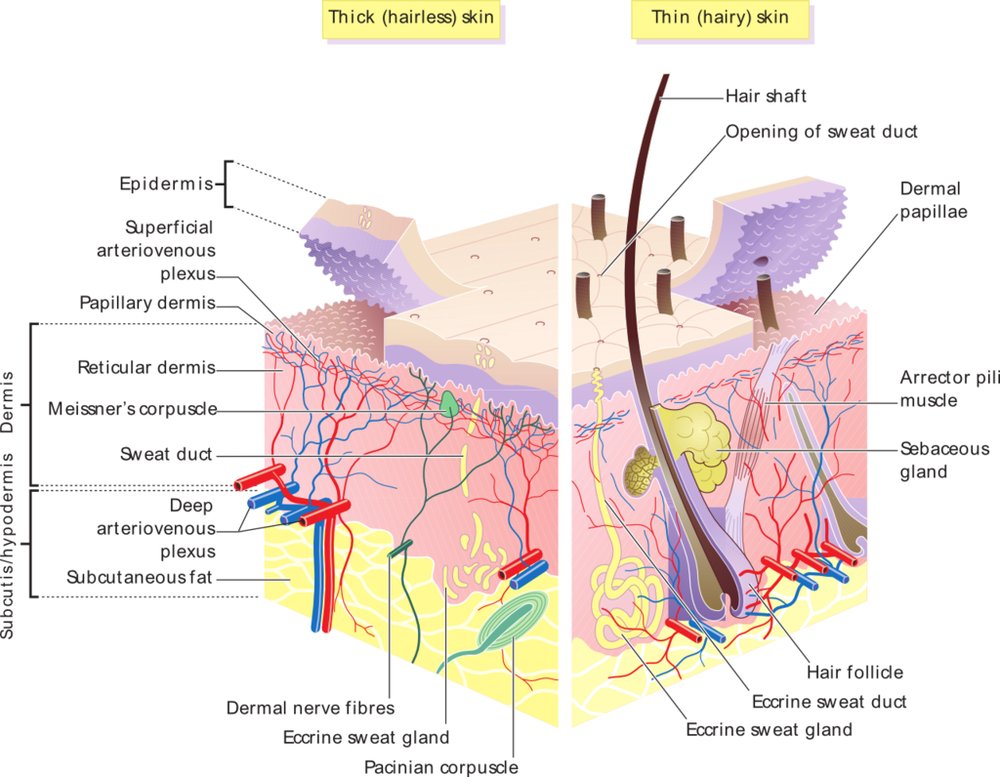 Thick (hairless) skin
Thin (hairy) skin
Hair shaft
Opening of sweat duct
Epidermis
Dermal
papillae
Superficial
arteriovenous
plexus
Papillary dermis
Reticular dermis
Meissner's corpuscle
Sweat duct
Deep
arteriovenous
plexus
Subcutaneous fat
Dermis
Subcutis/hypodermis
Arrector pili
muscle
Sebaceous
gland
Hair follicle
Eccrine sweat duct
Eccrine sweat gland
Dermal nerve fibres
Eccrine sweat gland
Pacinian corpuscle